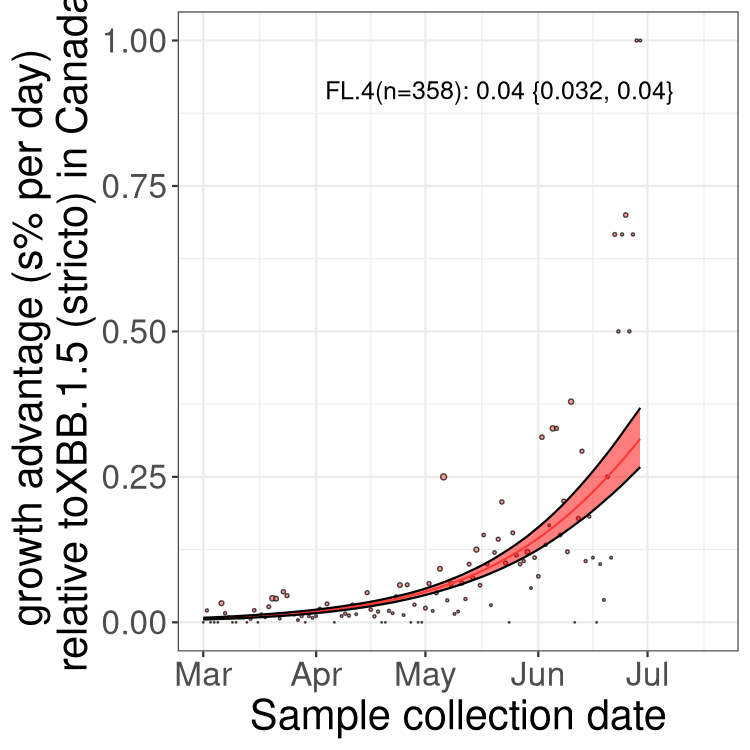 growth advantage (s% per day)
relative toXBB.1.5 (stricto) in Canada
1.00
0.75
0.50
0.25
0.00
FL.4(n=358): 0.04 {0.032, 0.04}
Mar Apr May Jun Jul
Sample collection date